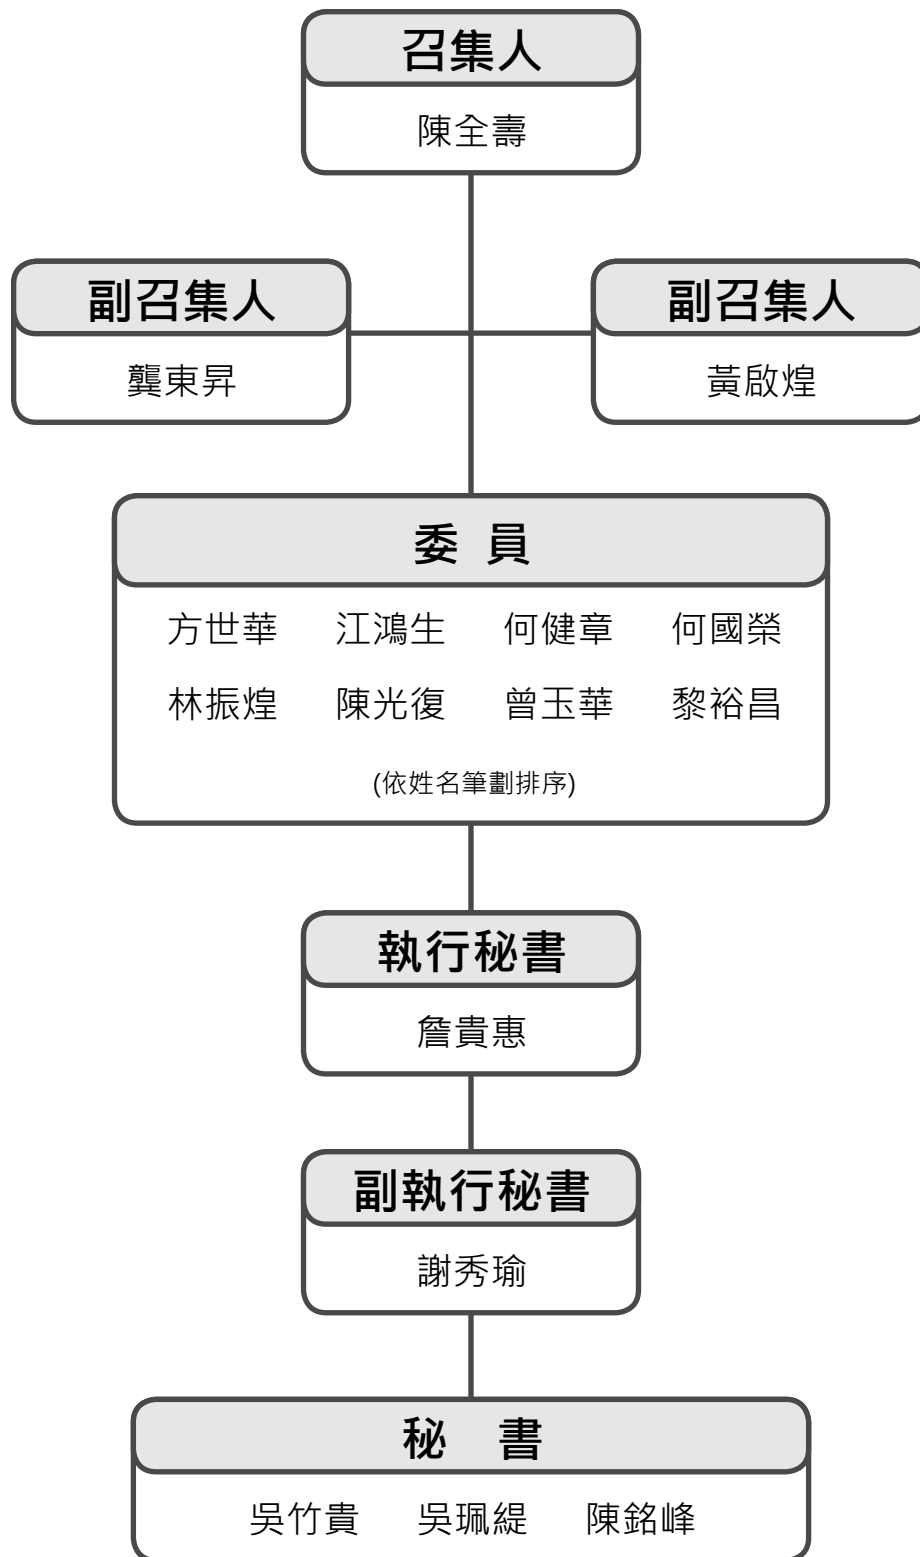 召集人
陳全壽
副召集人
龔東昇
副召集人
黃啟煌
委 員
方世華 江鴻生 何健章 何國榮
林振煌 陳光復 曾玉華 黎裕昌
(依姓名筆劃排序)
執行秘書
詹貴惠
副執行秘書
謝秀瑜
秘 書
吳竹貴 吳珮緹 陳銘峰